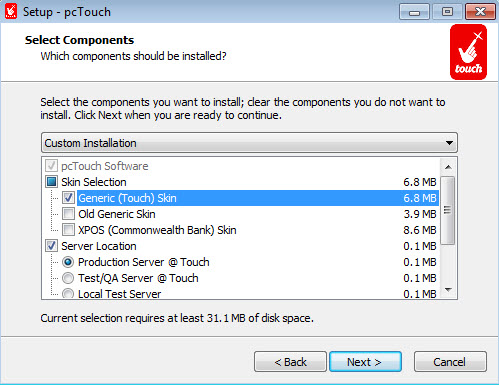 Setup - pcTouch
Select Components
Which components should be installed?
touch
Select the components you want to install; clear the components you do not want to
install. Click Next when you are ready to continue.
Custom Installation
pcTouch Software
Skin Selection 6.8 MB
Generic (Touch) Skin 6.8 MB
Old Generic Skin 3.9 MB
XPOS (Commonwealth Bank) Skin 8.6 MB
Server Location 0.1 MB
Production Server @ Touch 0.1 MB
Test/QA Server @ Touch 0.1 MB
Local Test Server 0.1 MB
Current selection requires at least 31.1 MB of disk space.
< Back Next > Cancel